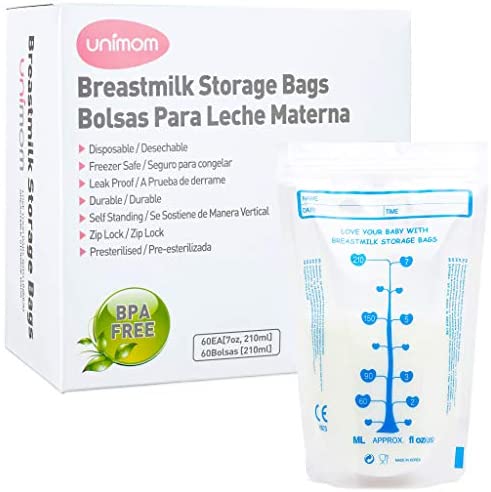 unimom
Breastmilk Storage Bags
Bolsas Para Leche Materna
Disposable / Desechable
Freezer Safe / Seguro para congelar
Leak Proof / A Prueba de derrame
Durable / Durable
Self Standing / Se Sostiene de Manera Vertical
Zip Lock / Zip Lock
Presterilised / Pre-esterilizada
BPA
FREE
60EA[7oz, 210ml]
60Bolsas [210ml]
Breastmilk Storage Bags
unimom
NAME
DATE TIME
LOVE YOUR BABY WITH
BREASTMILK STORAGE BAGS
210 7
150 5
90 3
60 2
ML APPROX. fl oz(us)
CE
MADE IN KOREA